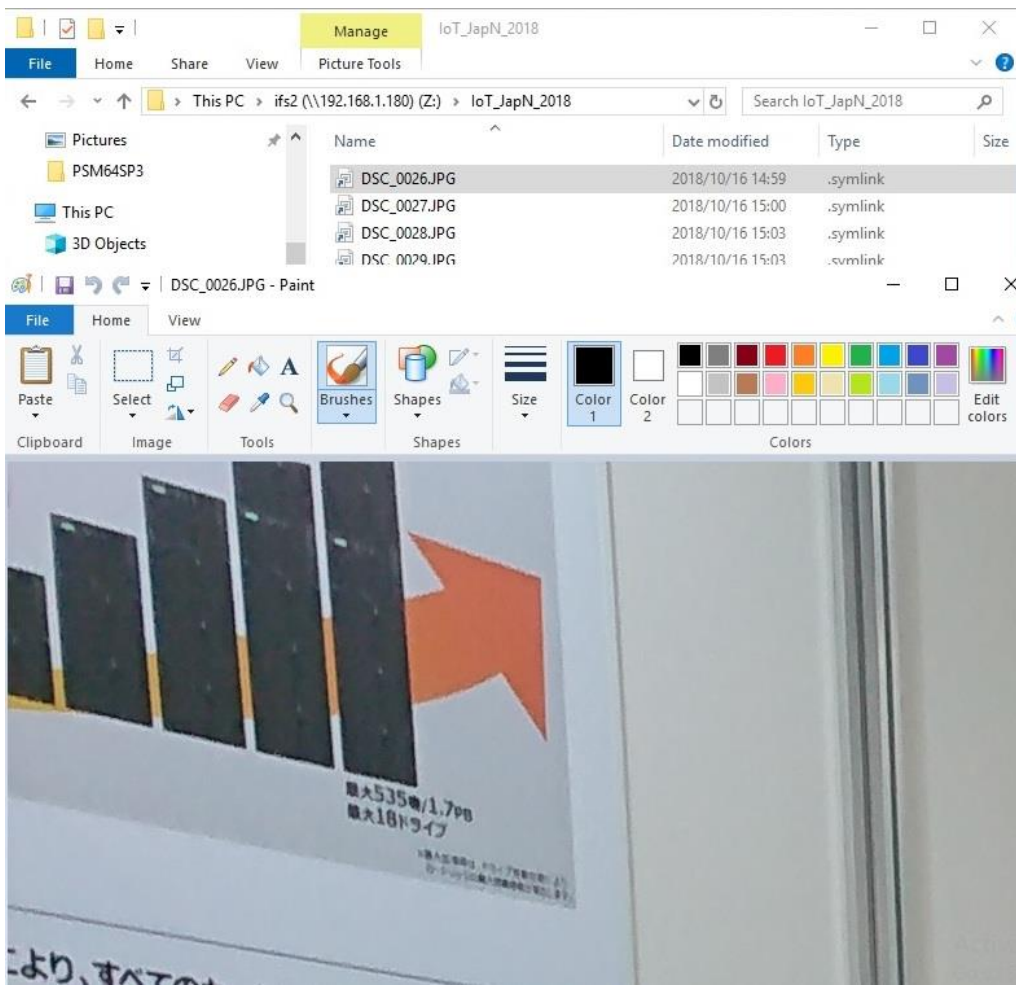 Manage IoT_JapN_2018
File Home Share View Picture Tools
This PC > ifs2 (\\192.168.1.180) (Z:) > IoT_JapN_2018 Search IoT_JapN_2018
Pictures
PSM64SP3
This PC
3D Objects
Name Date modified Type Size
DSC_0026.JPG 2018/10/16 14:59 .symlink
DSC_0027.JPG 2018/10/16 15:00 .symlink
DSC_0028.JPG 2018/10/16 15:03 .symlink
DSC_0029.JPG 2018/10/16 15:03 .symlink
DSC_0026.JPG - Paint
File Home View
Paste Select Brushes Shapes Size Color 1 Color 2 Edit colors
Clipboard Image Tools Shapes Colors
最大535巻/1.7PB
最大18ドライブ
により、すべての